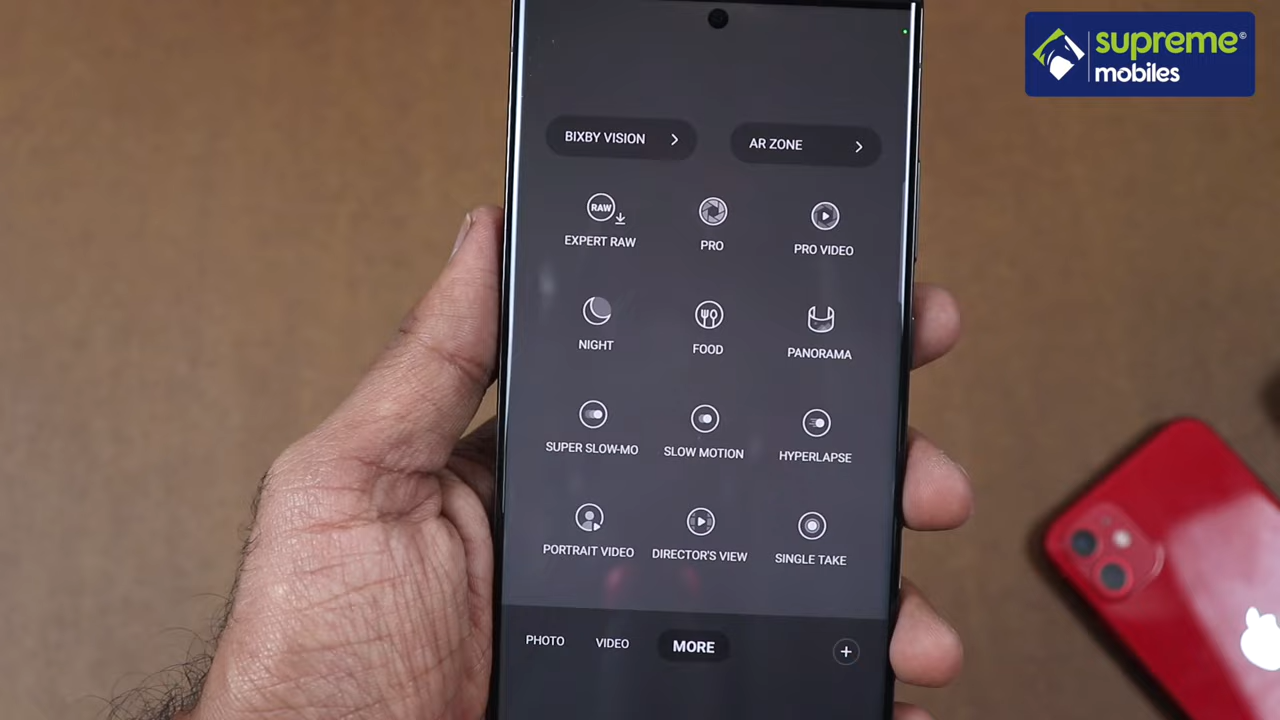 supreme©
mobiles
BIXBY VISION
AR ZONE
RAW
EXPERT RAW
PRO
PRO VIDEO
NIGHT
FOOD
PANORAMA
SUPER SLOW-MO
SLOW MOTION
HYPERLAPSE
PORTRAIT VIDEO
DIRECTOR'S VIEW
SINGLE TAKE
PHOTO
VIDEO
MORE